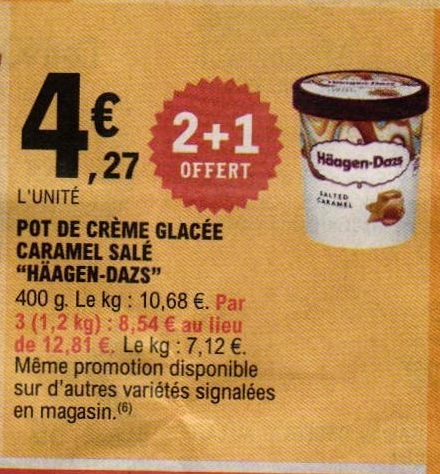 4€,27
L'UNITÉ
2+1
OFFERT
Häagen-Dazs
SALTED
CARAMEL
POT DE CRÈME GLACÉE
CARAMEL SALÉ
“HÄAGEN-DAZS”
400 g. Le kg : 10,68 €. Par
3 (1,2 kg) : 8,54 € au lieu
de 12,81 €. Le kg : 7,12 €.
Même promotion disponible
sur d'autres variétés signalées
en magasin.(6)